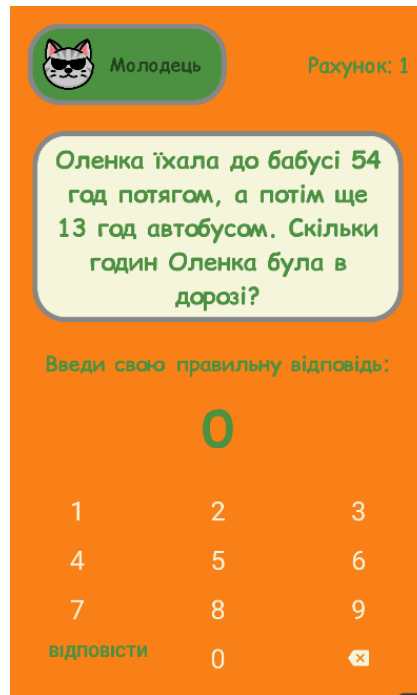 Молодець
Рахунок: 1
Оленка їхала до бабусі 54
год потягом, а потім ще
13 год автобусом. Скільки
годин Оленка була в
дорозі?
Введи свою правильну відповідь:
0
1 2 3
4 5 6
7 8 9
ВІДПОВІСТИ 0